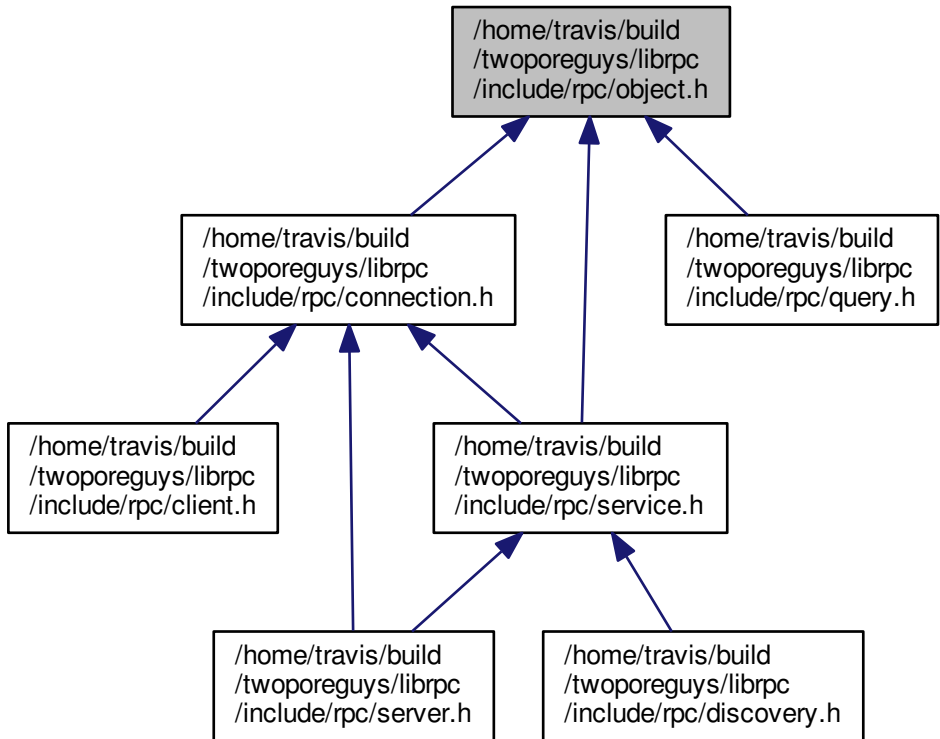 /home/travis/build
/twoporeguys/librpc
/include/rpc/object.h
/home/travis/build
/twoporeguys/librpc
/include/rpc/connection.h
/home/travis/build
/twoporeguys/librpc
/include/rpc/query.h
/home/travis/build
/twoporeguys/librpc
/include/rpc/client.h
/home/travis/build
/twoporeguys/librpc
/include/rpc/service.h
/home/travis/build
/twoporeguys/librpc
/include/rpc/server.h
/home/travis/build
/twoporeguys/librpc
/include/rpc/discovery.h